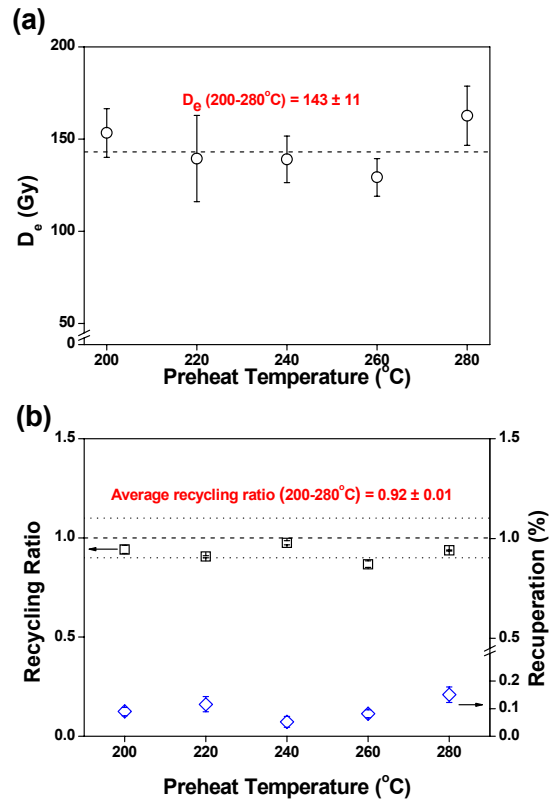 (a)
200
150
100
50
0
De (Gy)
De (200-280°C) = 143 ± 11
200 220 240 260 280
Preheat Temperature (°C)
(b)
1.5
1.0
0.5
0.0
Recycling Ratio
Average recycling ratio (200-280°C) = 0.92 ± 0.01
1.5
1.0
0.5
0.2
0.1
0.0
Recuperation (%)
200 220 240 260 280
Preheat Temperature (°C)